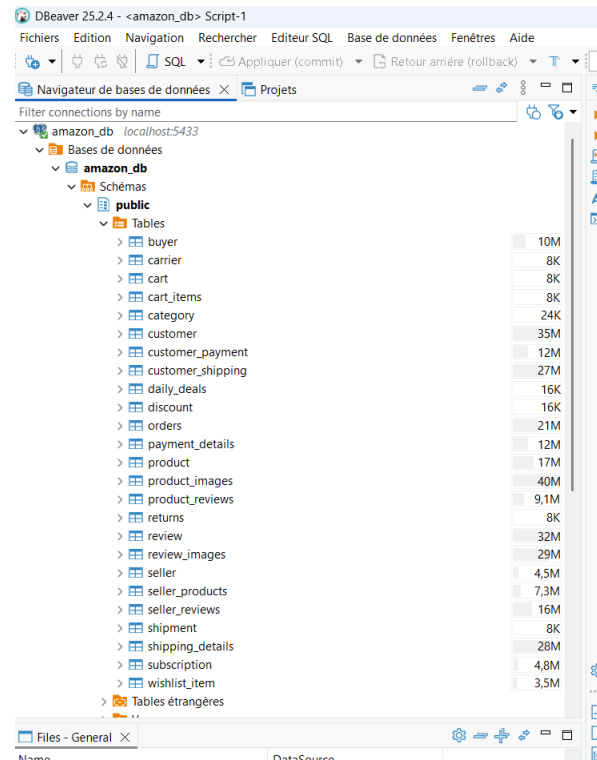 DBeaver 25.2.4 - <amazon_db> Script-1
Fichiers Edition Navigation Rechercher Editeur SQL Base de données Fenêtres Aide
SQL Appliquer (commit) Retour arrière (rollback) T
Navigateur de bases de données Projets
Filter connections by name
amazon_db localhost:5433
Bases de données
amazon_db
Schémas
public
Tables
buyer 10M
carrier 8K
cart 8K
cart_items 8K
category 24K
customer 35M
customer_payment 12M
customer_shipping 27M
daily_deals 16K
discount 16K
orders 21M
payment_details 12M
product 17M
product_images 40M
product_reviews 9,1M
returns 8K
review 32M
review_images 29M
seller 4,5M
seller_products 7,3M
seller_reviews 16M
shipment 8K
shipping_details 28M
subscription 4,8M
wishlist_item 3,5M
Tables étrangères
Files - General
Name DataSource